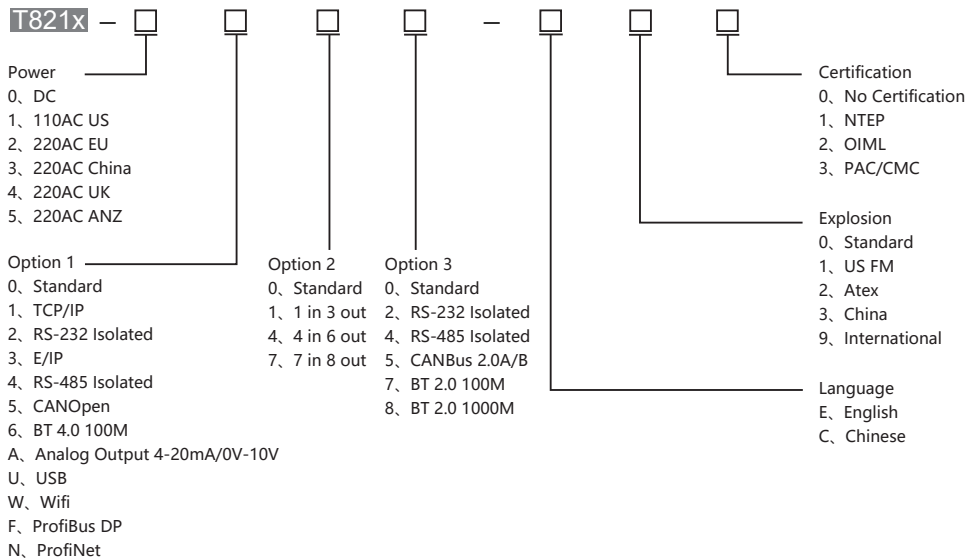 T821x – □ □ □ □ – □ □ □
Power
0、DC
1、110AC US
2、220AC EU
3、220AC China
4、220AC UK
5、220AC ANZ
Option 1
0、Standard
1、TCP/IP
2、RS-232 Isolated
3、E/IP
4、RS-485 Isolated
5、CANOpen
6、BT 4.0 100M
A、Analog Output 4-20mA/0V-10V
U、USB
W、Wifi
F、ProfiBus DP
N、ProfiNet
Option 2
0、Standard
1、1 in 3 out
4、4 in 6 out
7、7 in 8 out
Option 3
0、Standard
2、RS-232 Isolated
4、RS-485 Isolated
5、CANBus 2.0A/B
7、BT 2.0 100M
8、BT 2.0 1000M
Certification
0、No Certification
1、NTEP
2、OIML
3、PAC/CMC
Explosion
0、Standard
1、US FM
2、Atex
3、China
9、International
Language
E、English
C、Chinese